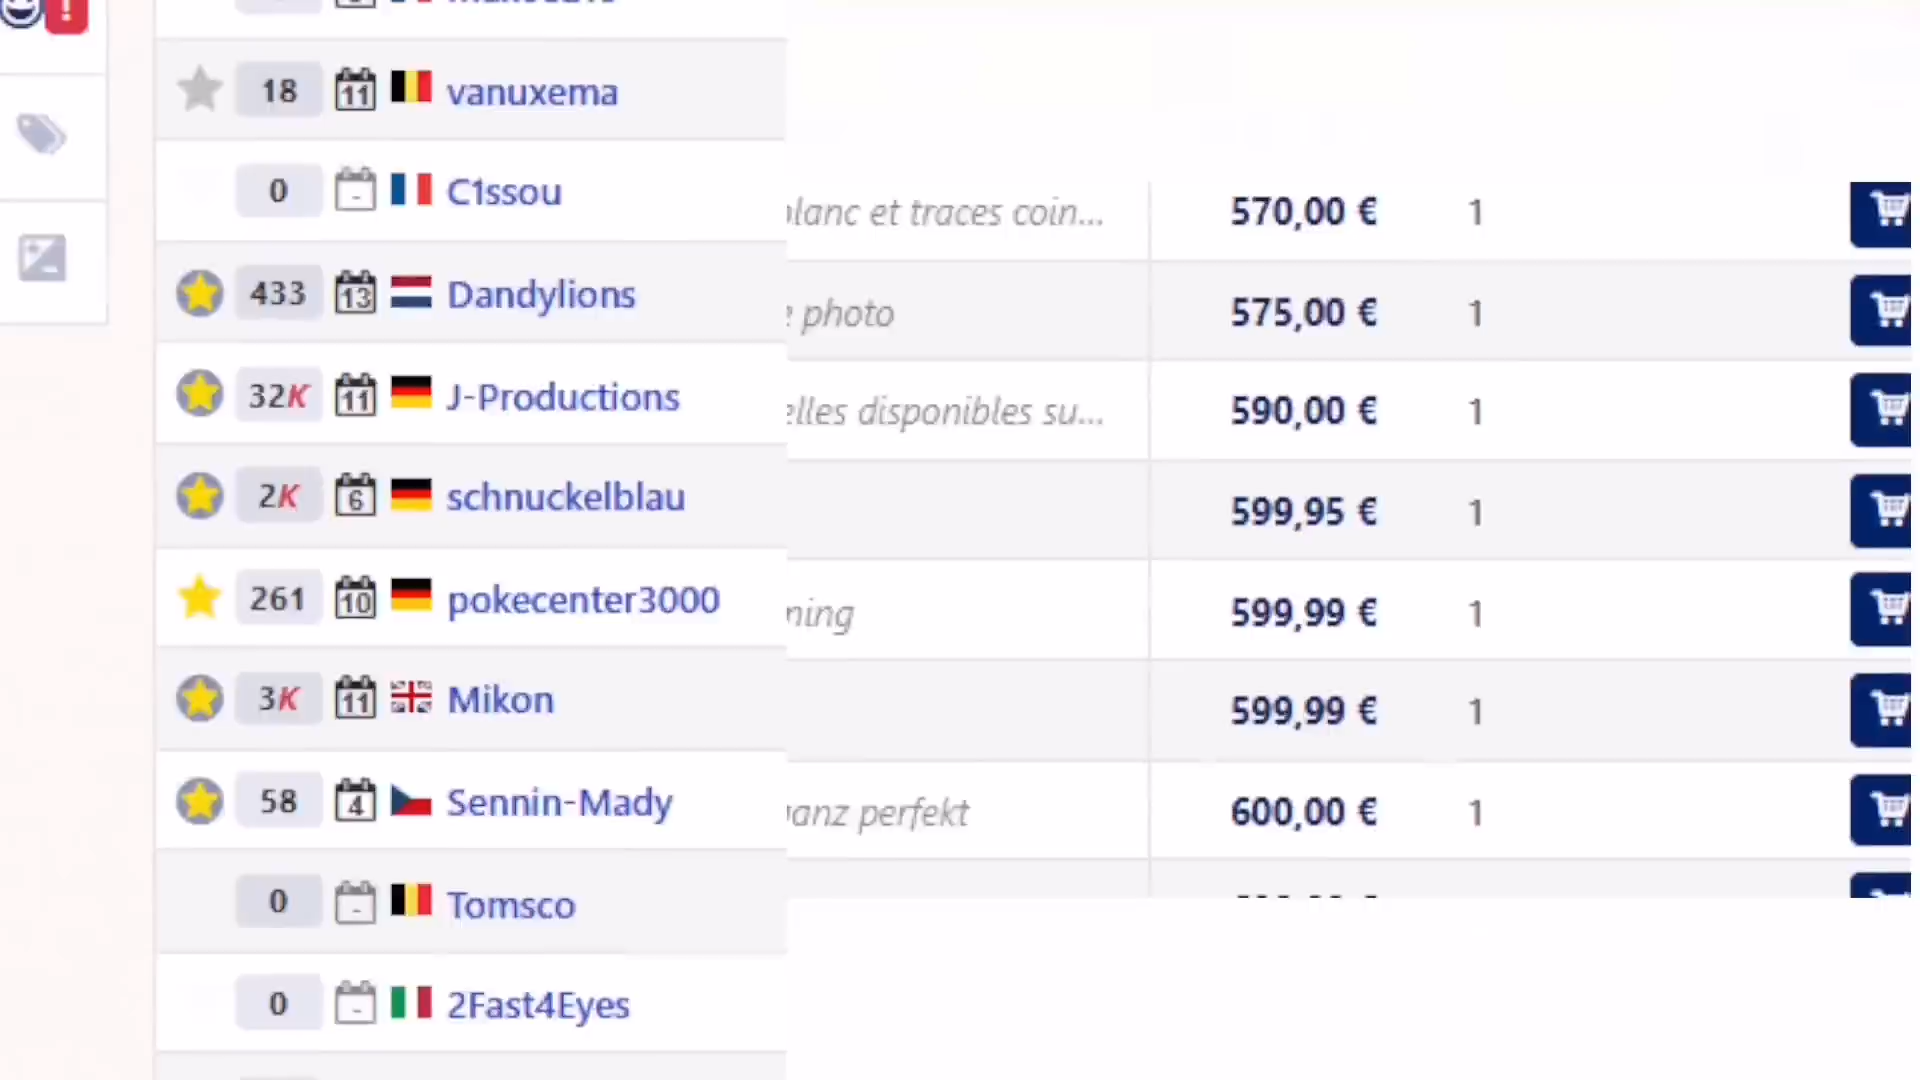 18 11 vanuxema
0 - C1ssou blanc et traces coin... 570,00 € 1
433 13 Dandylions photo 575,00 € 1
32K 11 J-Productions elles disponibles su... 590,00 € 1
2K 6 schnuckelblau 599,95 € 1
261 10 pokecenter3000 ning 599,99 € 1
3K 11 Mikon 599,99 € 1
58 4 Sennin-Mady anz perfekt 600,00 € 1
0 - Tomsco
0 - 2Fast4Eyes